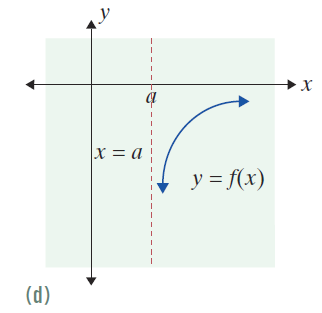 y
x
a
x = a
y = f(x)
(d)